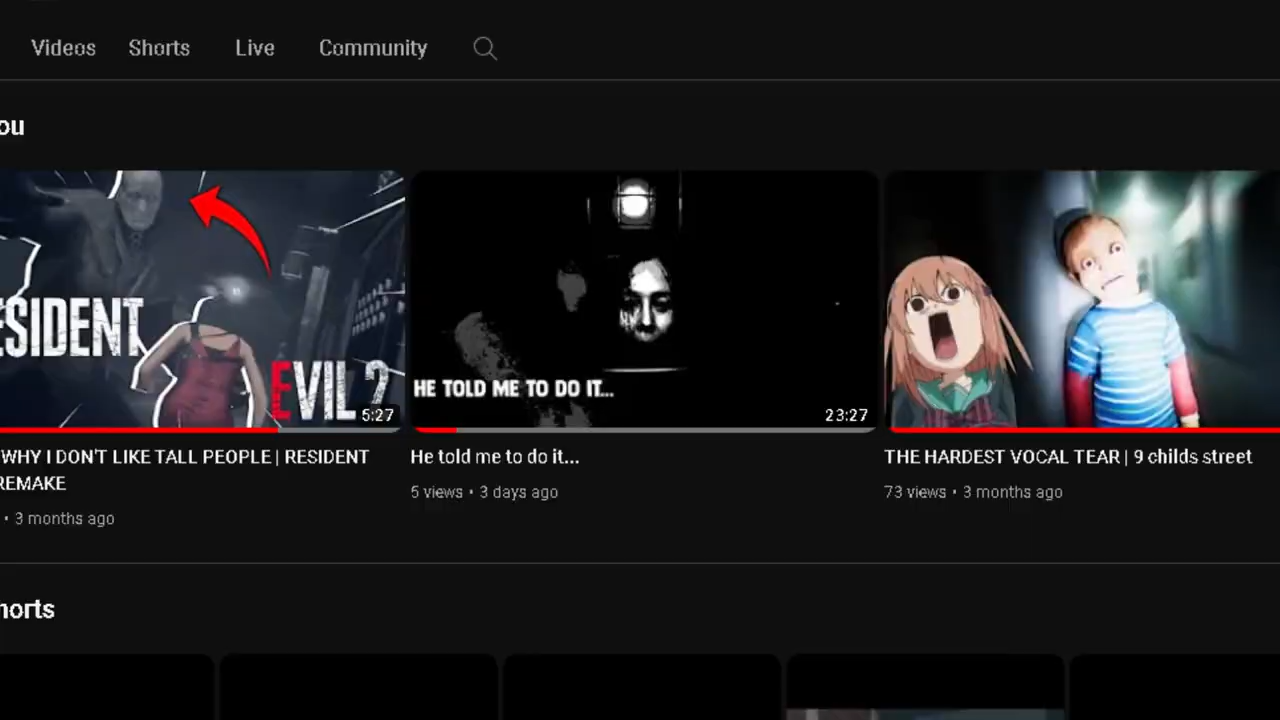 Videos Shorts Live Community
ou
ESIDENT
EVIL 2
5:27
HE TOLD ME TO DO IT...
23:27
WHY I DON'T LIKE TALL PEOPLE | RESIDENT
REMAKE
• 3 months ago
He told me to do it...
5 views • 3 days ago
THE HARDEST VOCAL TEAR | 9 childs street
73 views • 3 months ago
horts